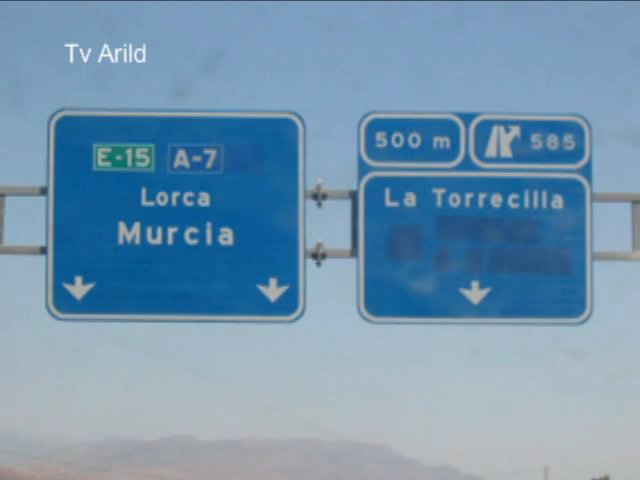 Tv Arild
E-15 A-7
Lorca
Murcia
500 m 585
La Torrecilla